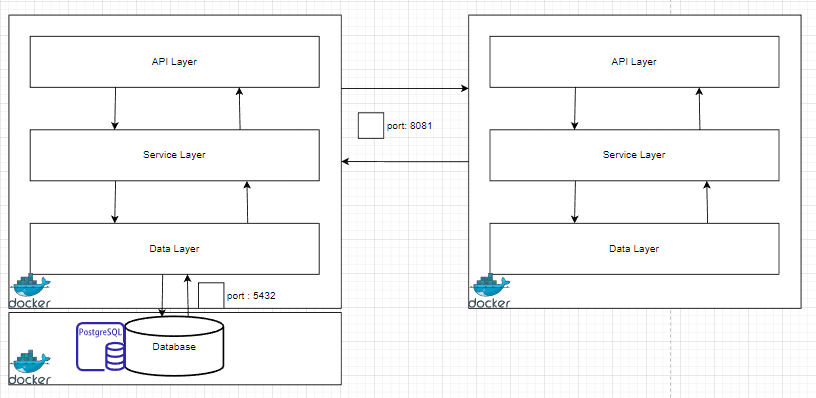 API Layer
API Layer
port: 8081
Service Layer
Service Layer
Data Layer
Data Layer
docker
port : 5432
docker
PostgreSQL
Database
docker